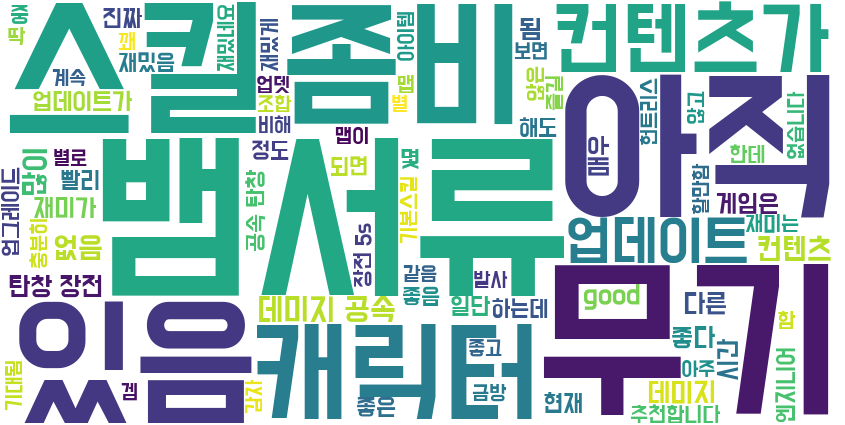 스킬
좀비
컨텐츠가
아직
뱀서류
무기
있음
캐릭터
업데이트
중
딱
진짜
꽤
재밌음
계속
업데이트가
재밌네요
재밌게
업뎃
조합
비해
아이템
맵
별
맵이
됨
보면
해도
않은
즐길
헌트리스
않고
없습니다
한데
아
돔
할만함
게임은
재미는
컨텐츠
업그레이드
많이
별로
빨리
재미가
충분히
없음
정도
공속 탄창
되면
몇
기본스킬
장전 5s
탄창 장전
같음
좋음
발사
일단
하는데
데미지 공속
good
다른
함
좋다
시간
엔지니어
아주
데미지
추천합니다
현재
좋고
금방
좋은
기대됨
겜
감자